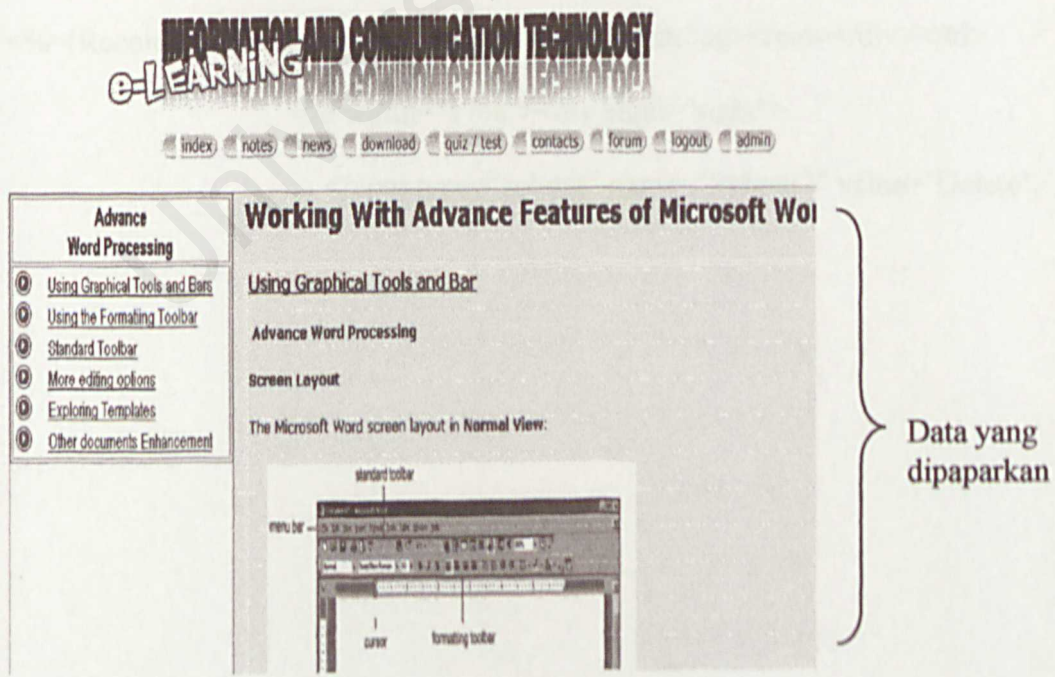 INFORMATION AND COMMUNICATION TECHNOLOGY
e-LEARNING
index notes news download quiz / test contacts forum logout admin
Advance
Word Processing
Using Graphical Tools and Bars
Using the Formating Toolbar
Standard Toolbar
More editing options
Exploring Templates
Other documents Enhancement
Working With Advance Features of Microsoft Wor
Using Graphical Tools and Bar
Advance Word Processing
Screen Layout
The Microsoft Word screen layout in Normal View:
standard toolbar
menu bar
cursor
formating toolbar
Data yang
dipaparkan